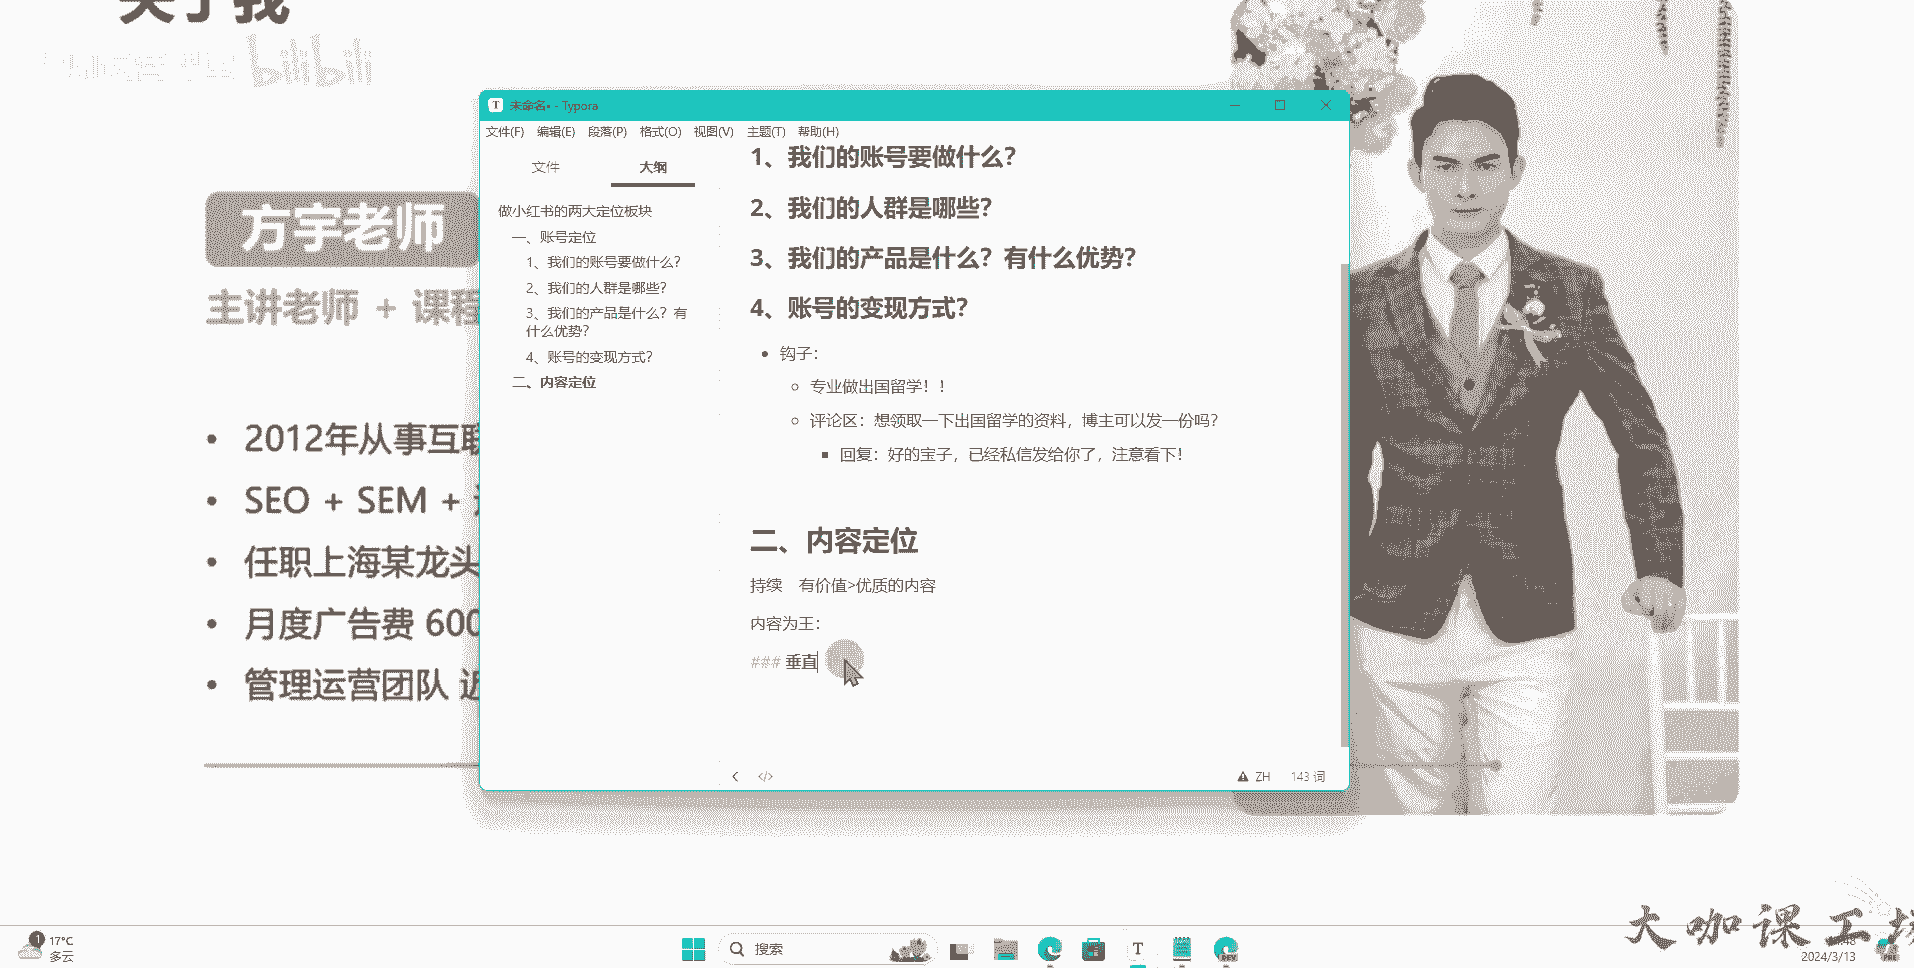 关于我
bilibili
方宇老师
主讲老师 + 课程
• 2012年从事互联
• SEO + SEM +
• 任职上海某龙头
• 月度广告费 600
• 管理运营团队 近
未命名• - Typora
文件(F) 编辑(E) 段落(P) 格式(O) 视图(V) 主题(T) 帮助(H)
文件 大纲
做小红书的两大定位板块
一、账号定位
1、我们的账号要做什么?
2、我们的人群是哪些?
3、我们的产品是什么?有
什么优势?
4、账号的变现方式?
二、内容定位
1、我们的账号要做什么?
2、我们的人群是哪些?
3、我们的产品是什么?有什么优势?
4、账号的变现方式?
• 钩子:
专业做出国留学!!
评论区:想领取一下出国留学的资料,博主可以发一份吗?
回复:好的宝子,已经私信发给你了,注意看下!
二、内容定位
持续 有价值>优质的内容
内容为王:
### 垂直
</> ZH 143 词
大咖课工场
1 17°C
多云
搜索
T
DEV
2024/3/13
PRE